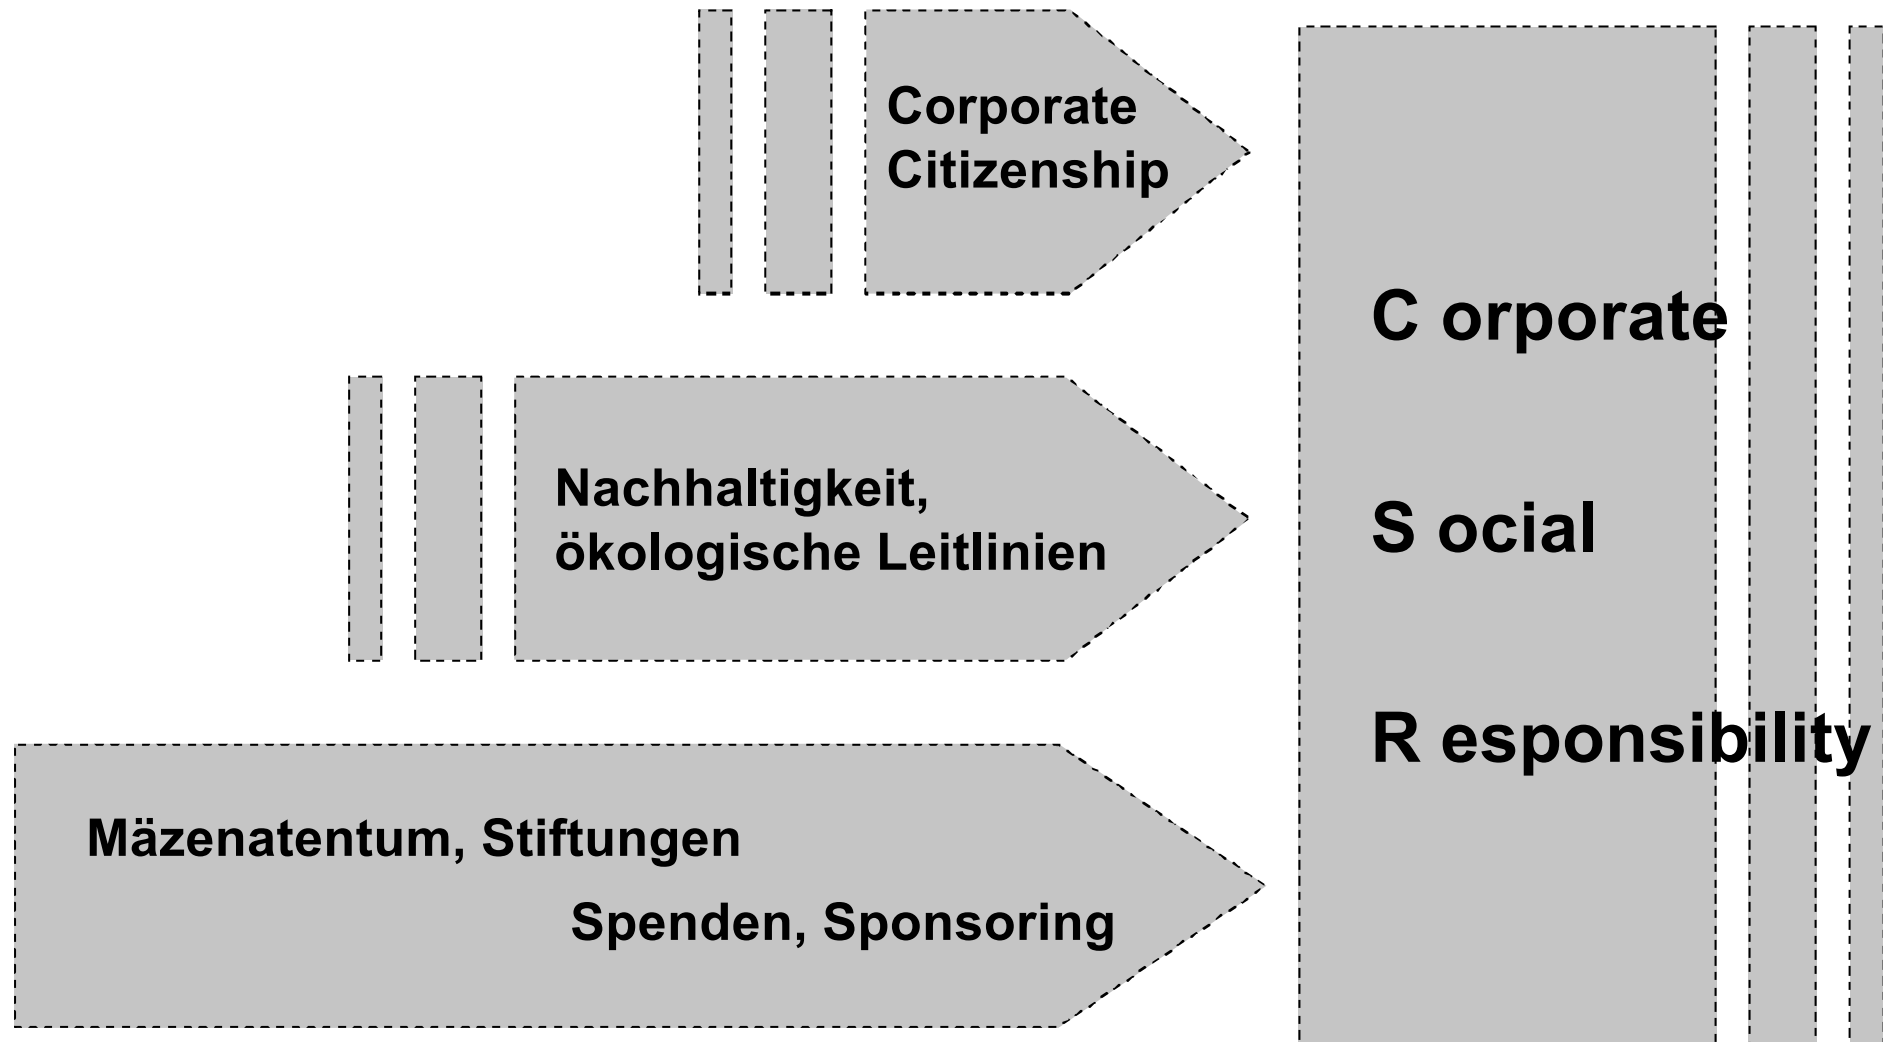 Corporate
Citizenship
Nachhaltigkeit,
ökologische Leitlinien
Mäzenatentum, Stiftungen
Spenden, Sponsoring
C orporate
S ocial
R esponsibility